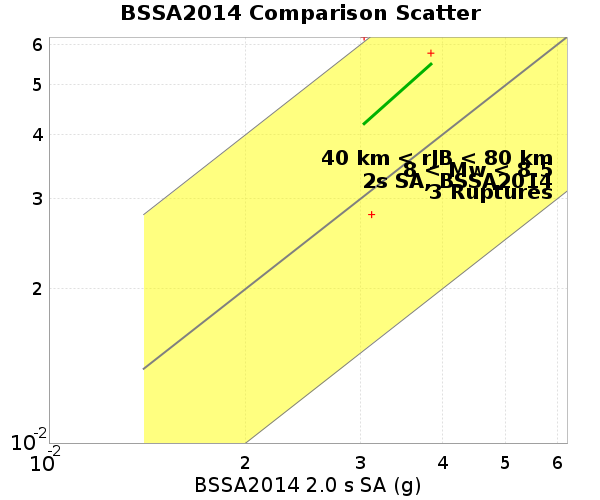 BSSA2014 Comparison Scatter
6
5
4
3
2
10-2
40 km < rJB < 80 km
8 < Mw < 8.5
2s SA, BSSA2014
3 Ruptures
10-2
2
3
4
5
6
BSSA2014 2.0 s SA (g)